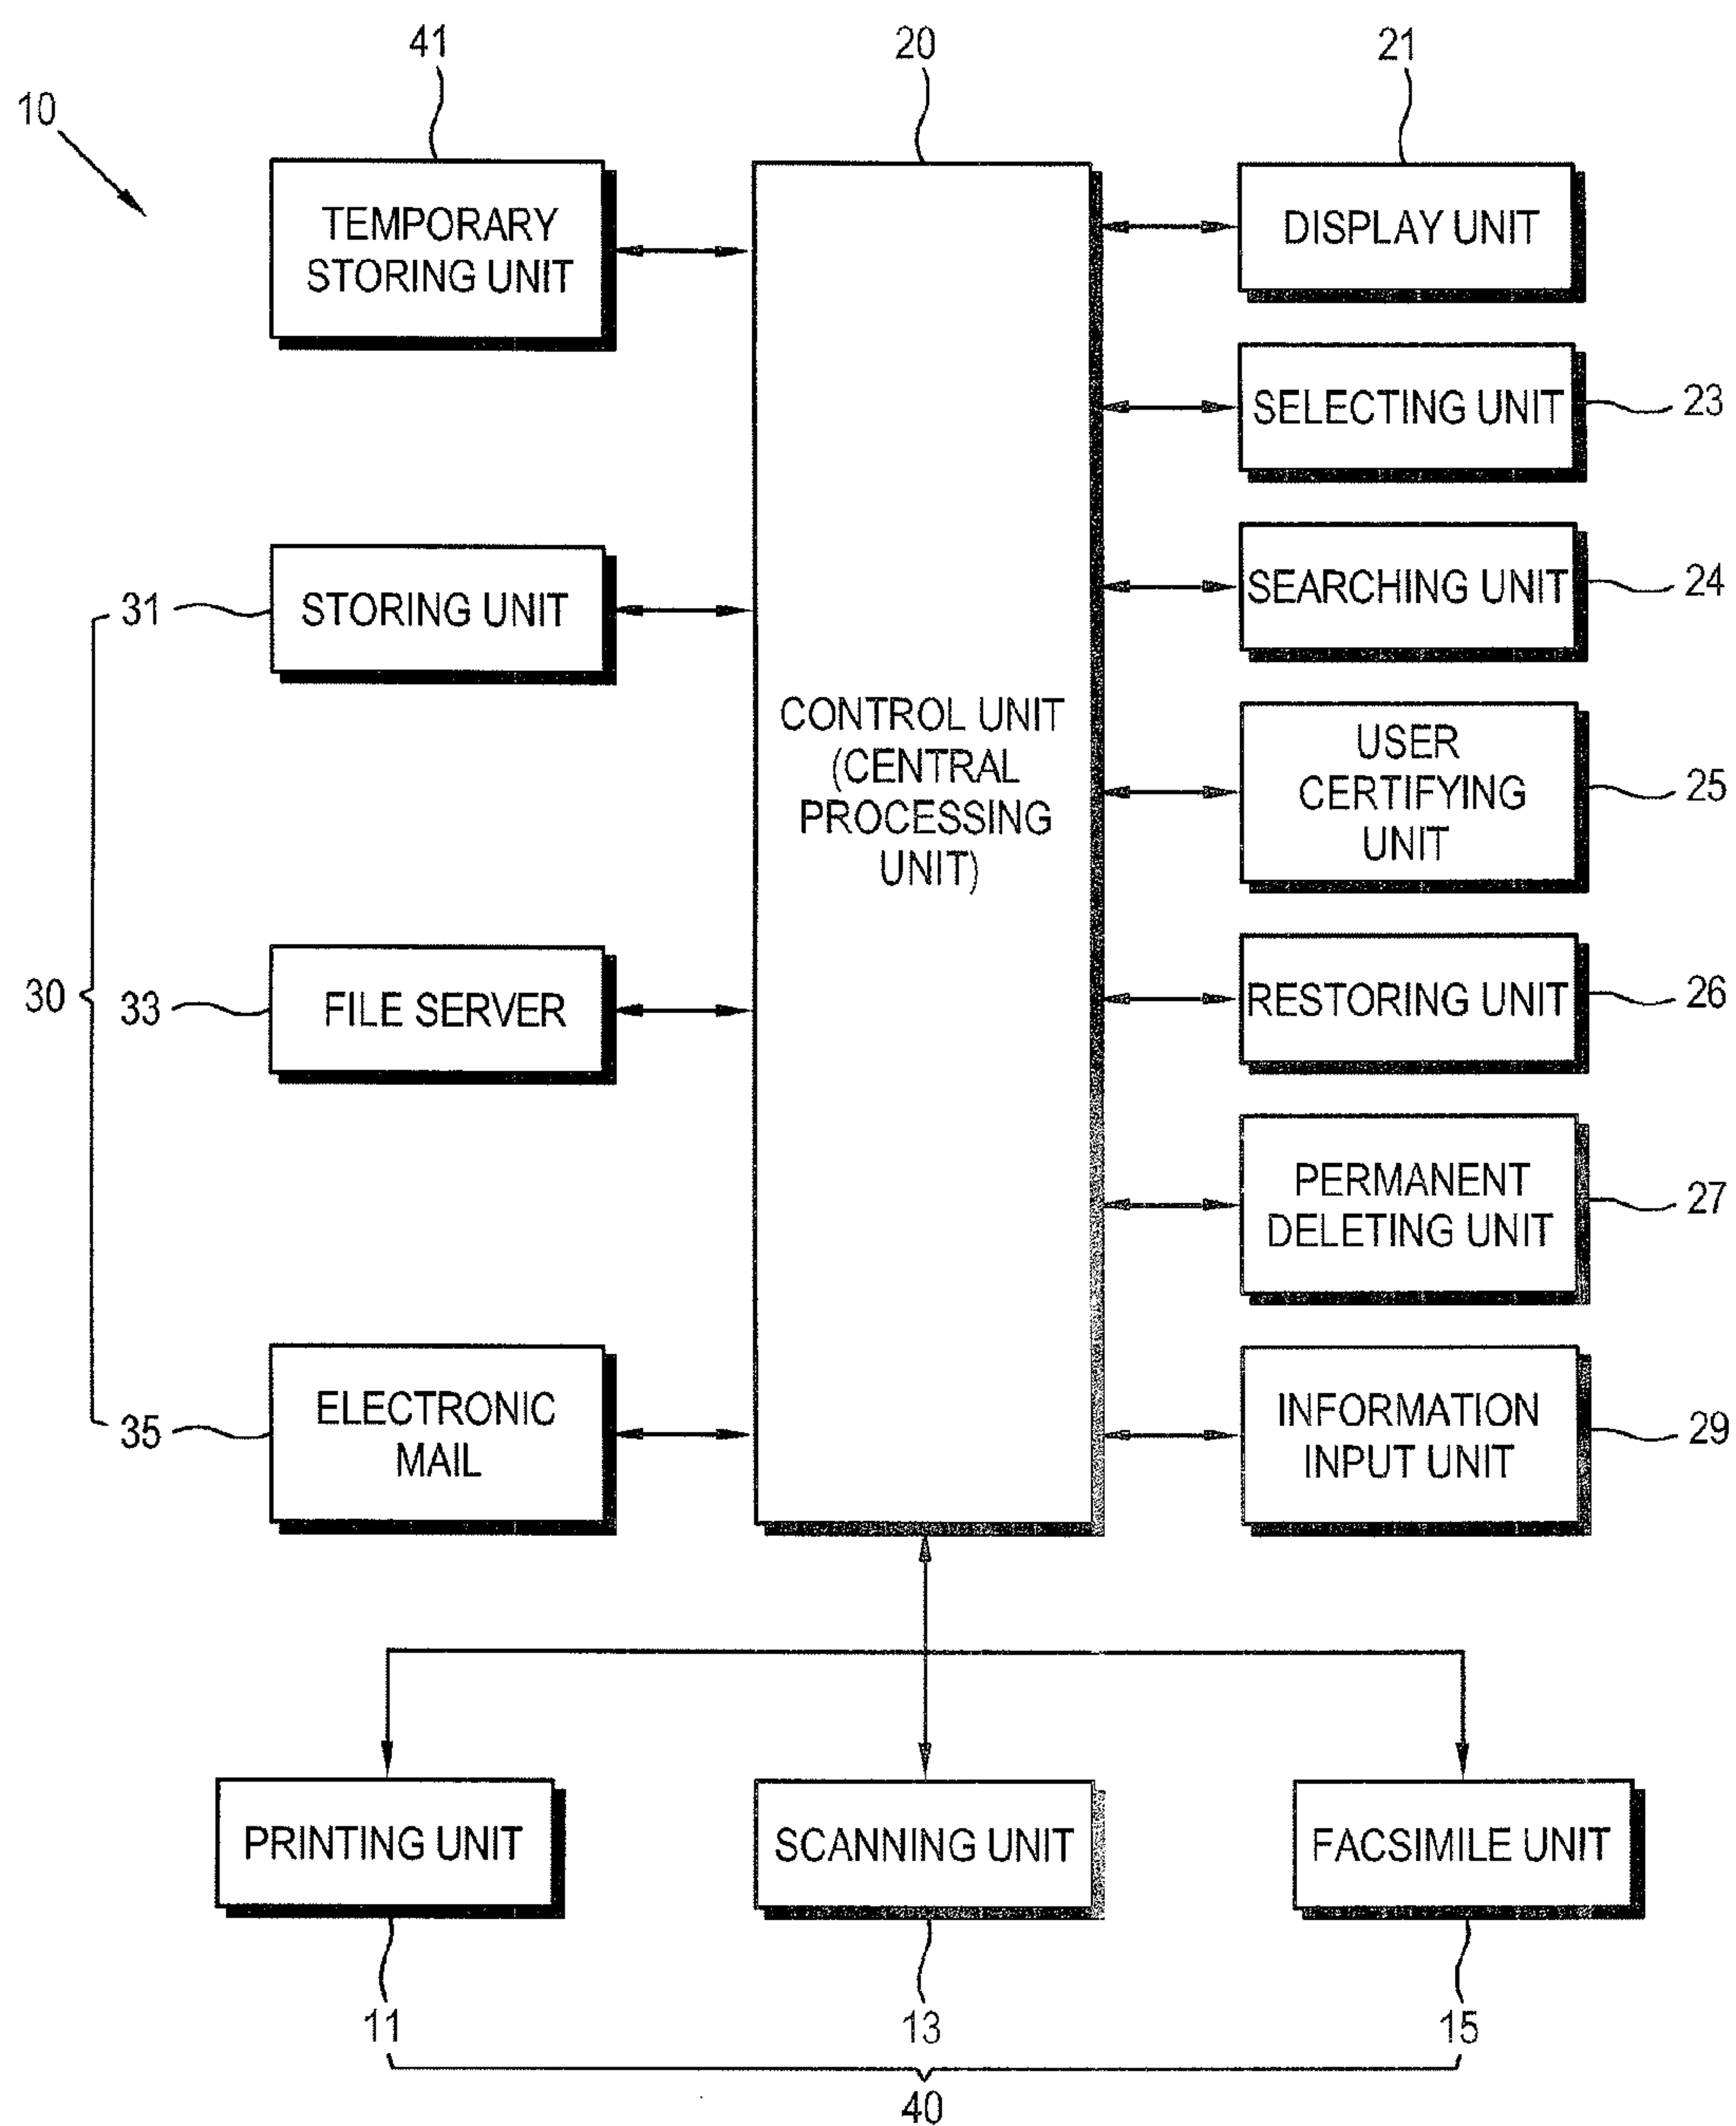 41
20
21
10
TEMPORARY
STORING UNIT
DISPLAY UNIT
SELECTING UNIT
23
SEARCHING UNIT
24
31
STORING UNIT
CONTROL UNIT
(CENTRAL
PROCESSING
UNIT)
USER
CERTIFYING
UNIT
25
30
33
FILE SERVER
RESTORING UNIT
26
PERMANENT
DELETING UNIT
27
35
ELECTRONIC
MAIL
INFORMATION
INPUT UNIT
29
PRINTING UNIT
SCANNING UNIT
FACSIMILE UNIT
11
13
15
40